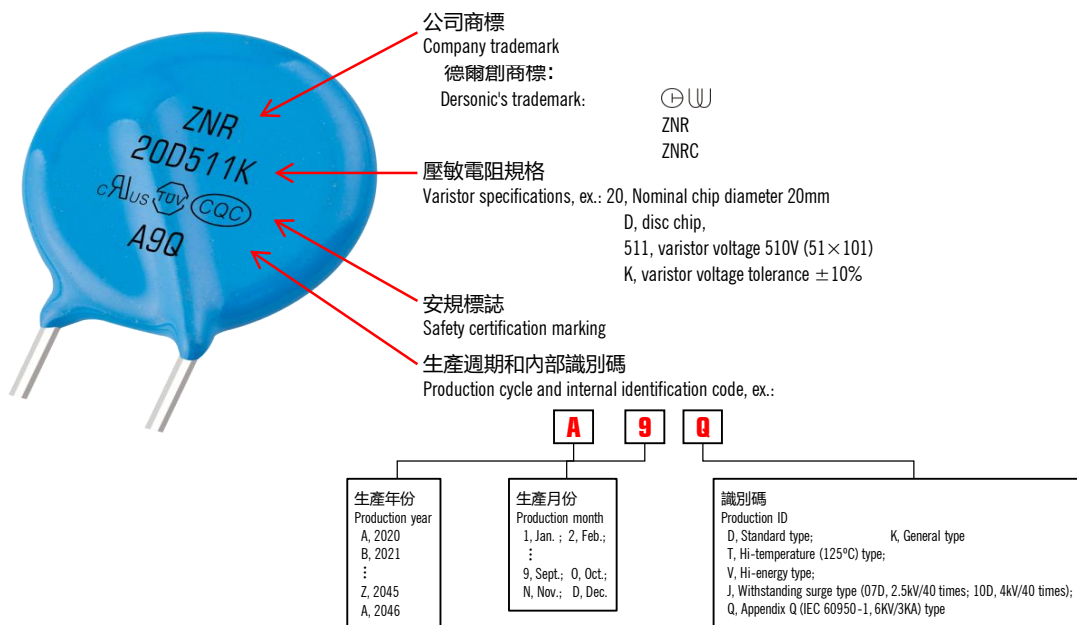 公司商標
Company trademark
德爾創商標：
Dersonic's trademark:
ZNR
ZNRC
ZNR
20D511K
cRUus TÜV CQC
A9Q
壓敏電阻規格
Varistor specifications, ex.: 20, Nominal chip diameter 20mm
D, disc chip,
511, varistor voltage 510V (51×101)
K, varistor voltage tolerance ±10%
安規標誌
Safety certification marking
生產週期和內部識別碼
Production cycle and internal identification code, ex.:
A 9 Q
生產年份
Production year
A, 2020
B, 2021
⋮
Z, 2045
A, 2046
生產月份
Production month
1, Jan. ; 2, Feb.;
⋮
9, Sept.; O, Oct.;
N, Nov.; D, Dec.
識別碼
Production ID
D, Standard type; K, General type
T, Hi-temperature (125ºC) type;
V, Hi-energy type;
J, Withstanding surge type (07D, 2.5kV/40 times; 10D, 4kV/40 times);
Q, Appendix Q (IEC 60950-1, 6KV/3KA) type